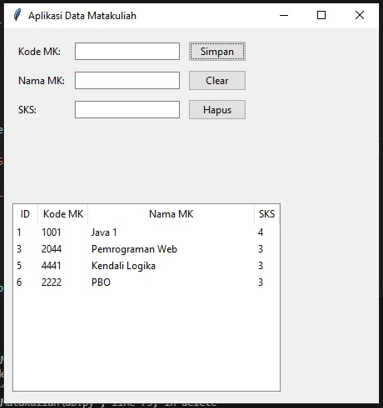 Aplikasi Data Matakuliah
Kode MK: Simpan
Nama MK: Clear
SKS: Hapus
ID Kode MK Nama MK SKS
1 1001 Java 1 4
3 2044 Pemrograman Web 3
5 4441 Kendali Logika 3
6 2222 PBO 3